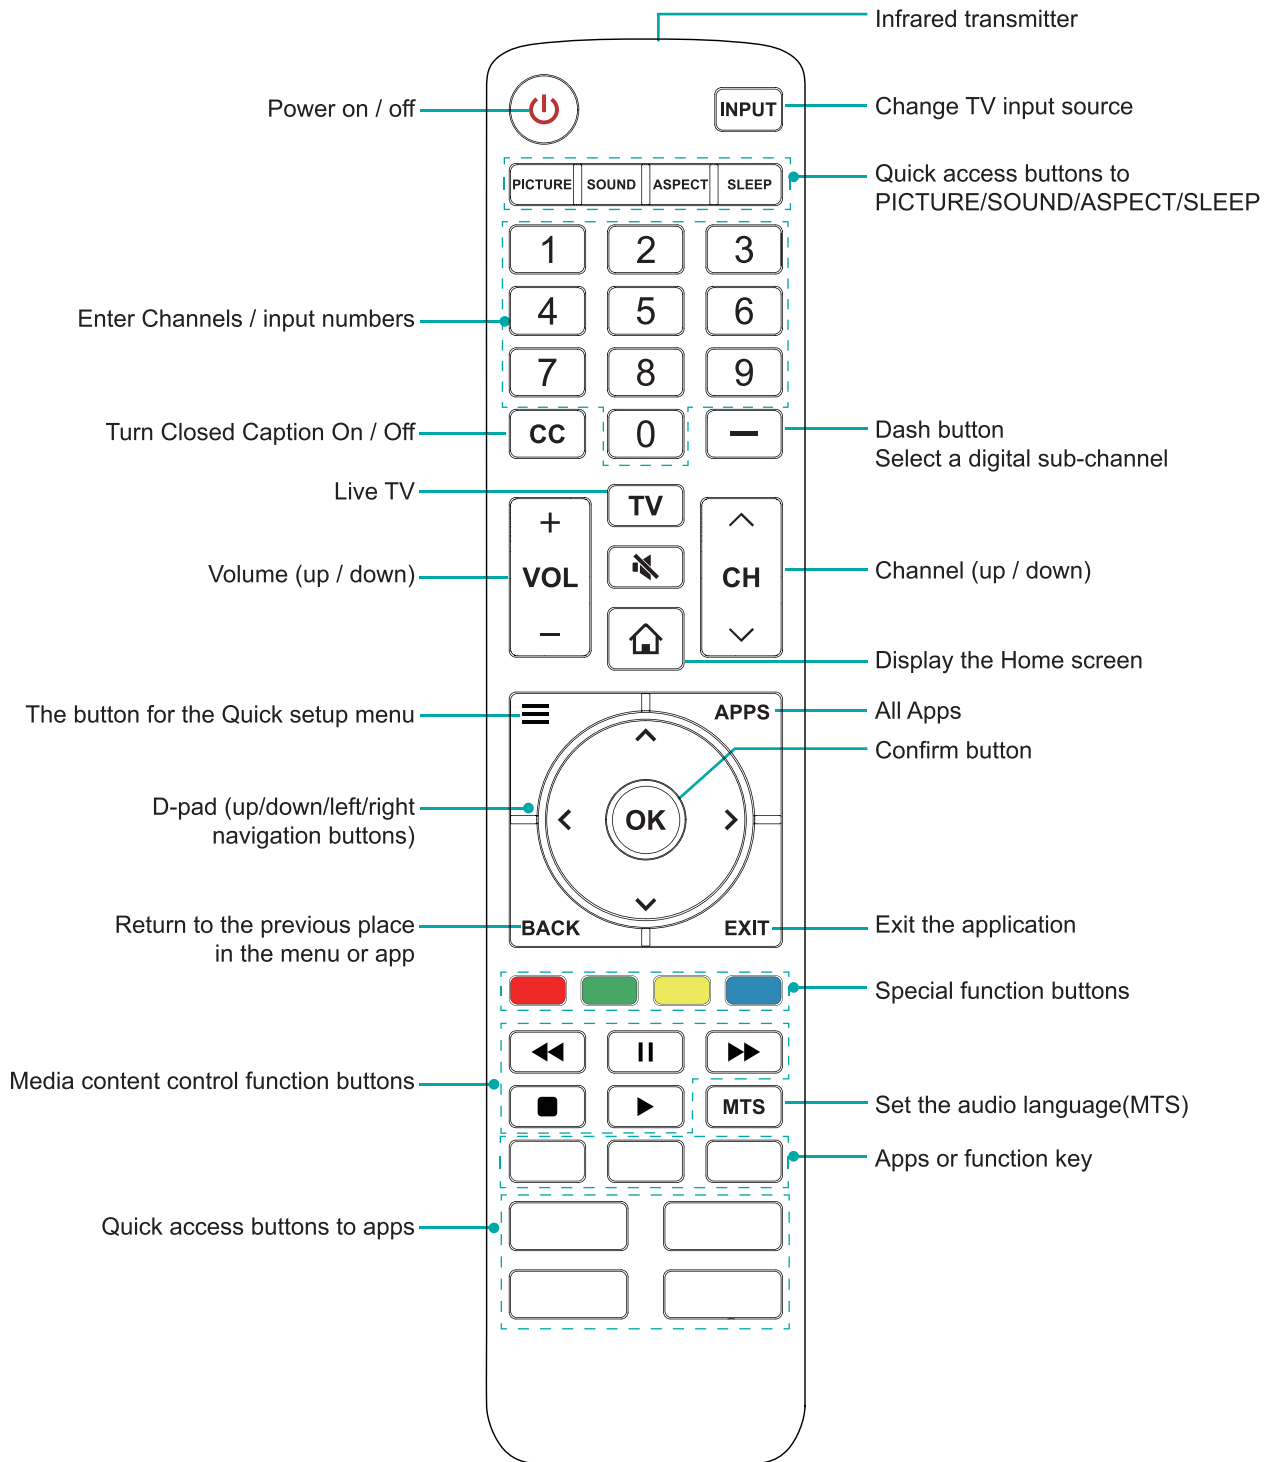 Infrared transmitter
Power on / off
INPUT
Change TV input source
PICTURE SOUND ASPECT SLEEP
Quick access buttons to
PICTURE/SOUND/ASPECT/SLEEP
1 2 3
Enter Channels / input numbers
4 5 6
7 8 9
Turn Closed Caption On / Off
CC 0 —
Dash button
Select a digital sub-channel
Live TV
TV
+
Volume (up / down)
VOL
CH
Channel (up / down)
–
Display the Home screen
The button for the Quick setup menu
APPS
All Apps
Confirm button
D-pad (up/down/left/right
navigation buttons)
OK
Return to the previous place
in the menu or app
BACK
EXIT
Exit the application
Special function buttons
Media content control function buttons
MTS
Set the audio language(MTS)
Apps or function key
Quick access buttons to apps